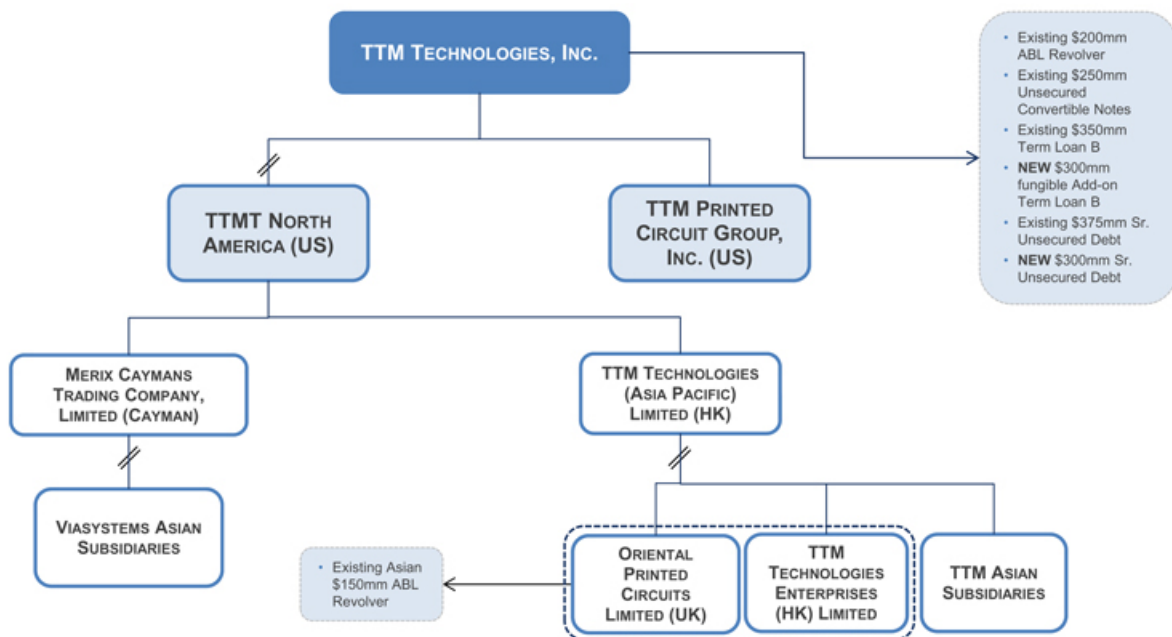 TTM TECHNOLOGIES, INC.
• Existing $200mm
ABL Revolver
• Existing $250mm
Unsecured
Convertible Notes
• Existing $350mm
Term Loan B
• NEW $300mm
fungible Add-on
Term Loan B
• Existing $375mm Sr.
Unsecured Debt
• NEW $300mm Sr.
Unsecured Debt
TTMT NORTH
AMERICA (US)
TTM PRINTED
CIRCUIT GROUP,
INC. (US)
MERIX CAYMANS
TRADING COMPANY,
LIMITED (CAYMAN)
TTM TECHNOLOGIES
(ASIA PACIFIC)
LIMITED (HK)
VIASYSTEMS ASIAN
SUBSIDIARIES
• Existing Asian
$150mm ABL
Revolver
ORIENTAL
PRINTED
CIRCUITS
LIMITED (UK)
TTM
TECHNOLOGIES
ENTERPRISES
(HK) LIMITED
TTM ASIAN
SUBSIDIARIES